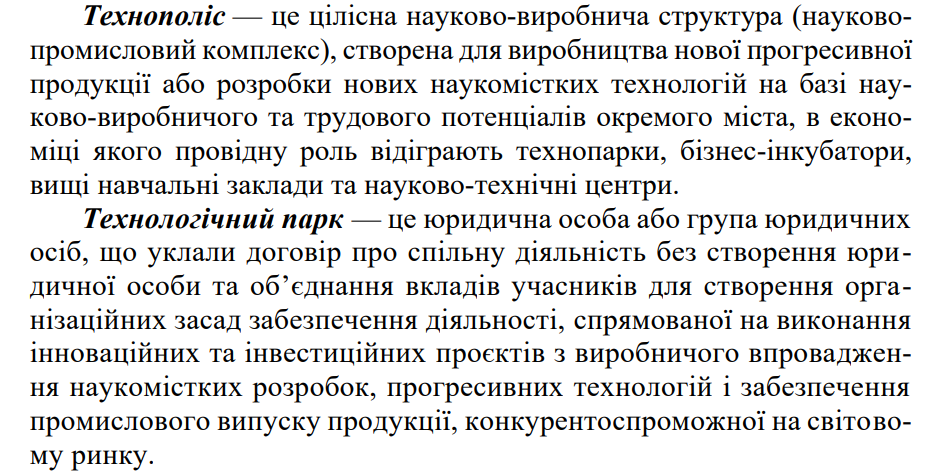 Технополіс — це цілісна науково-виробнича структура (науково-
промисловий комплекс), створена для виробництва нової прогресивної
продукції або розробки нових наукомістких технологій на базі нау-
ково-виробничого та трудового потенціалів окремого міста, в еконо-
міці якого провідну роль відіграють технопарки, бізнес-інкубатори,
вищі навчальні заклади та науково-технічні центри.
Технологічний парк — це юридична особа або група юридичних
осіб, що уклали договір про спільну діяльність без створення юри-
дичної особи та об’єднання вкладів учасників для створення орга-
нізаційних засад забезпечення діяльності, спрямованої на виконання
інноваційних та інвестиційних проєктів з виробничого впроваджен-
ня наукомістких розробок, прогресивних технологій і забезпечення
промислового випуску продукції, конкурентоспроможної на світово-
му ринку.